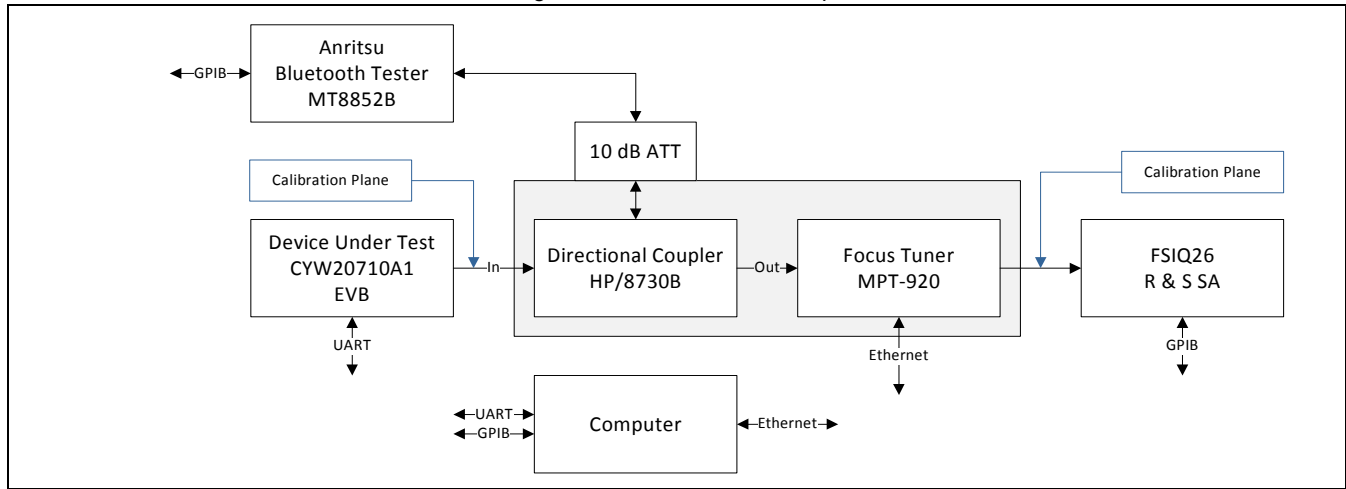 Anritsu
Bluetooth Tester
MT8852B
GPIB
10 dB ATT
Calibration Plane
Calibration Plane
Device Under Test
CYW20710A1
EVB
In
Directional Coupler
HP/8730B
Out
Focus Tuner
MPT-920
FSIQ26
R & S SA
UART
Ethernet
GPIB
Computer
UART
GPIB
Ethernet